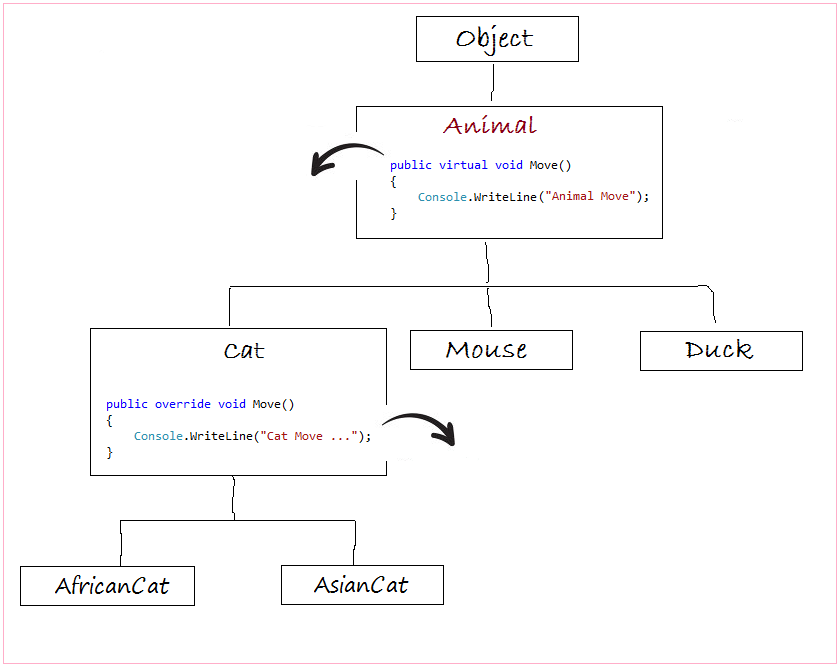 Object
Animal
public virtual void Move()
{
    Console.WriteLine("Animal Move");
}
Cat
public override void Move()
{
    Console.WriteLine("Cat Move ...");
}
Mouse
Duck
AfricanCat
AsianCat